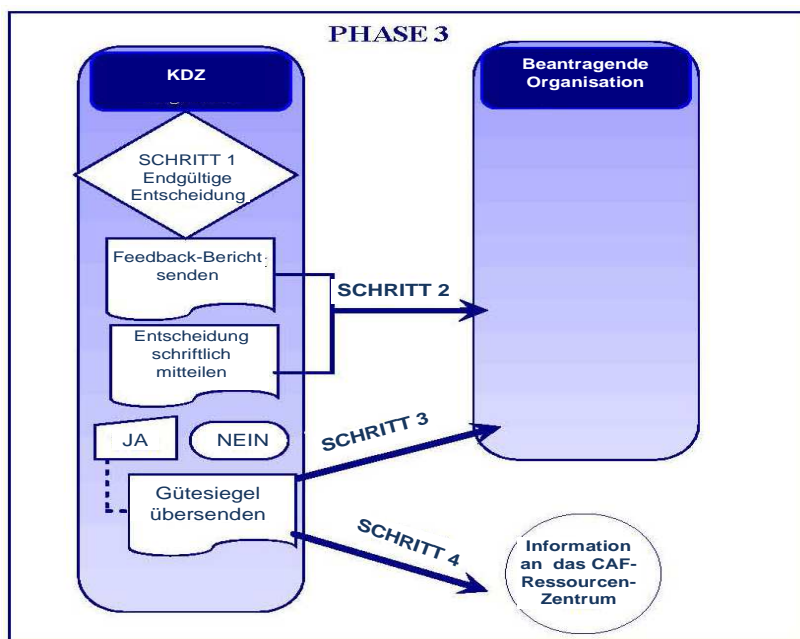 PHASE 3
KDZ
Beantragende
Organisation
SCHRITT 1
Endgültige
Entscheidung
Feedback-Bericht
senden
SCHRITT 2
Entscheidung
schriftlich
mitteilen
JA
NEIN
SCHRITT 3
Gütesiegel
übersenden
SCHRITT 4
Information
an das CAF-
Ressourcen-
Zentrum